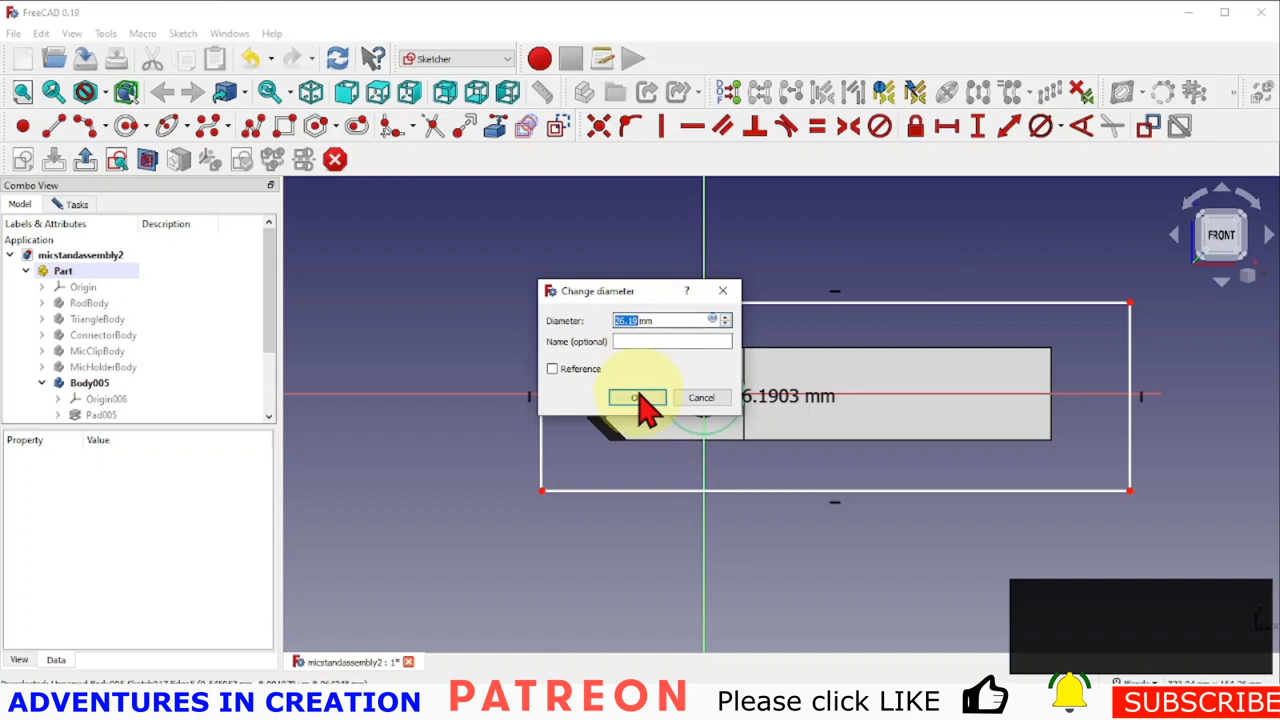 FreeCAD 0.19
File Edit View Tools Macro Sketch Windows Help
Sketcher
Combo View
Model Tasks
Labels & Attributes Description
Application
micstandassembly2
Part
Origin
RodBody
TriangleBody
ConnectorBody
MicClipBody
MicHolderBody
Body005
Origin006
Pad005
Property Value
View Data
Change diameter ?
Diameter: 26.19 mm
Name (optional)
Reference
Cancel
6.1903 mm
FRONT
micstandassembly2 : 1*
ADVENTURES IN CREATION PATREON Please click LIKE SUBSCRIBE